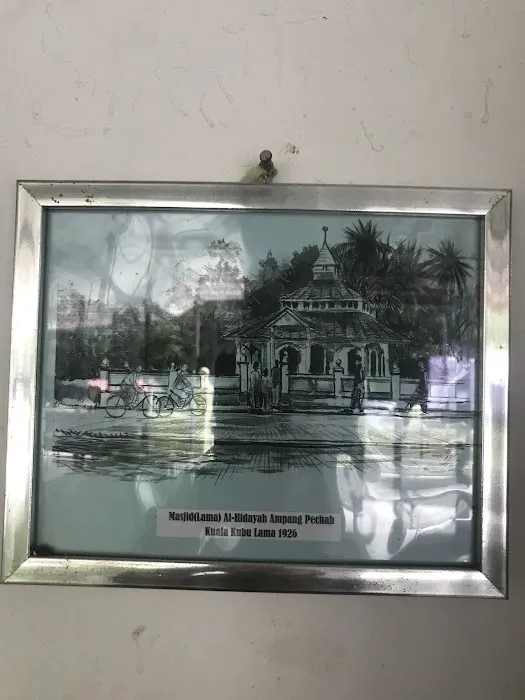 Masjid(Lama) Al-Hidayah Ampang Pechah
Kuala Kubu Lama 1926